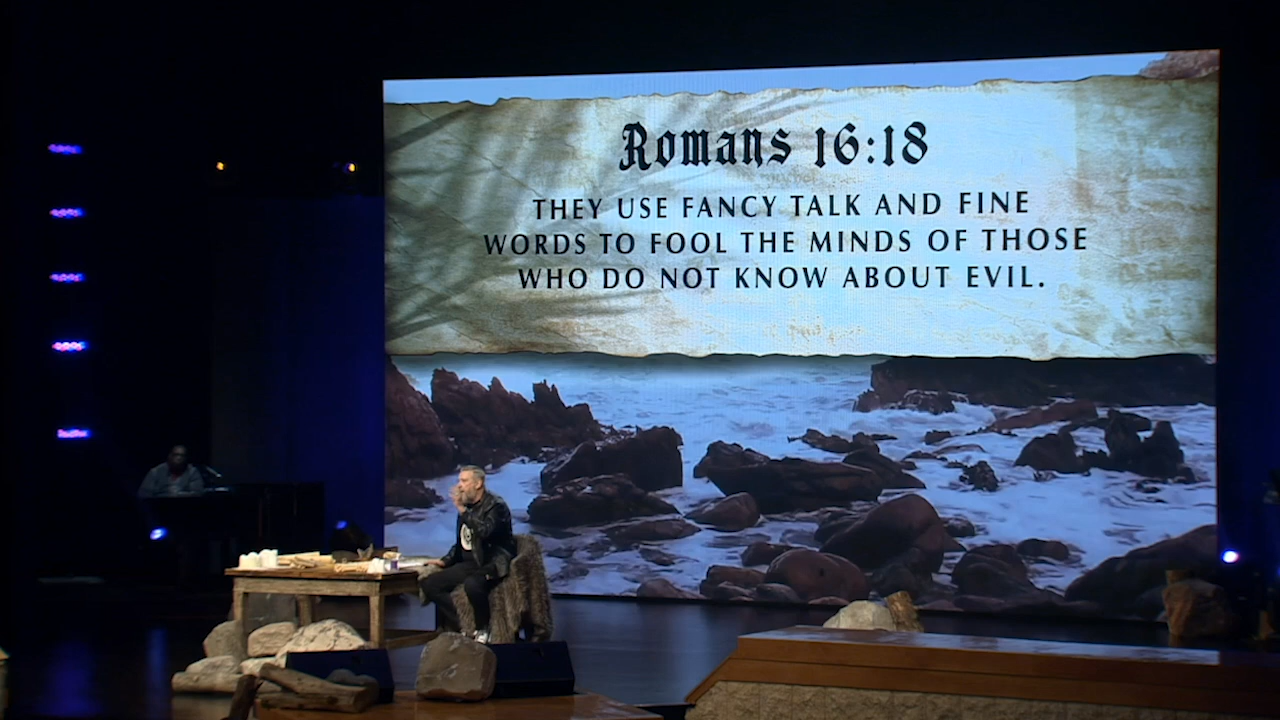 Romans 16:18
THEY USE FANCY TALK AND FINE
WORDS TO FOOL THE MINDS OF THOSE
WHO DO NOT KNOW ABOUT EVIL.